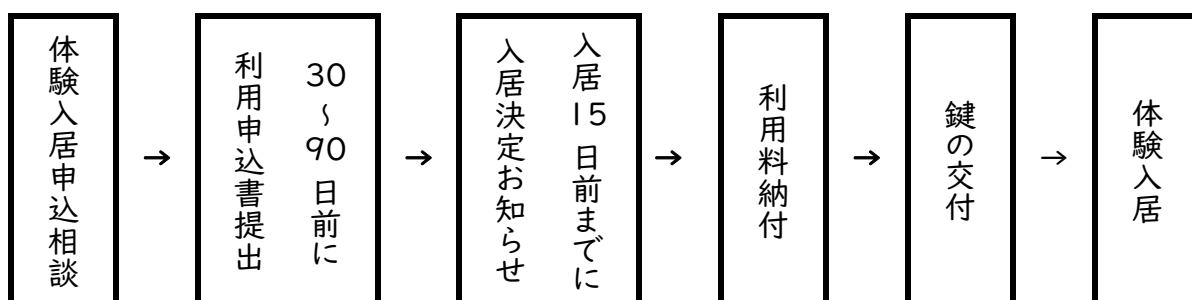 体験入居申込相談
→
30〜90日前に
利用申込書提出
→
入居15日前までに
入居決定お知らせ
→
利用料納付
→
鍵の交付
→
体験入居